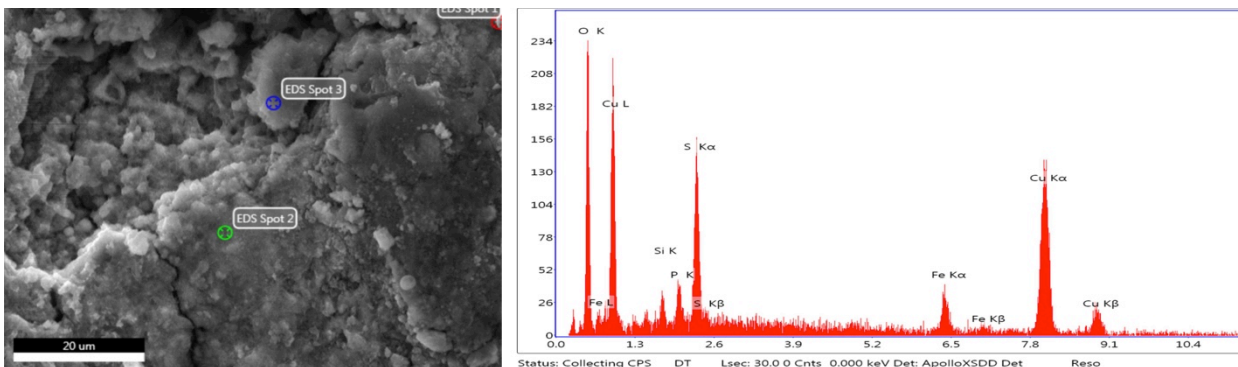 EDS Spot 1
EDS Spot 3
EDS Spot 2
20 um
O K
Cu L
S Kα
Cu Kα
Si K
P K
Fe Kα
Fe L
S Kβ
Fe Kβ
Cu Kβ
234
208
182
156
130
104
78
52
26
0
0.0 1.3 2.6 3.9 5.2 6.5 7.8 9.1 10.4
Status: Collecting CPS DT Lsec: 30.0 0 Cnts 0.000 keV Det: ApolloXSDD Det Reso